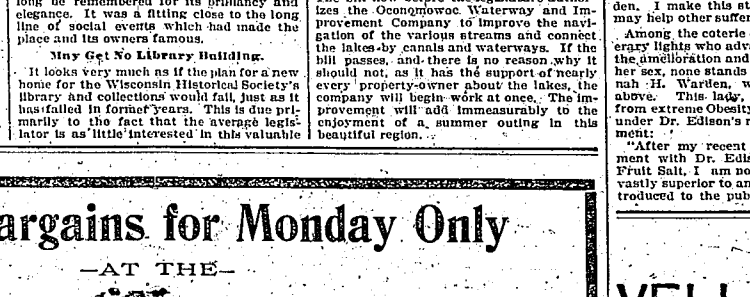 long be remembered for its brilliancy and
elegance. It was a fitting close to the long
line of social events which had made the
place and its owners famous.
May Get No Library Building.
It looks very much as if the plan for a new
home for the Wisconsin Historical Society's
library and collections would fall, just as it
has failed in former years. This is due pri-
marily to the fact that the average legis-
lator is as little interested in this valuable
izes the Oconomowoc Waterway and Im-
provement Company to improve the navi-
gation of the various streams and connect
the lakes by canals and waterways. If the
bill passes, and there is no reason why it
should not, as it has the support of nearly
every property-owner about the lakes, the
company will begin work at once. The im-
provement will add immeasurably to the
enjoyment of a summer outing in this
beautiful region.
den. I make this st
may help other suffer
Among the coterie
erary lights who adv
the amelioration and
her sex, none stands
nah H. Warden, w
above. This lady,
from extreme Obesity
under Dr. Edison's r
ment:
"After my recent
ment with Dr. Edis
Fruit Salt, I am no
vastly superior to an
troduced to the pub
argains for Monday Only
—AT THE—